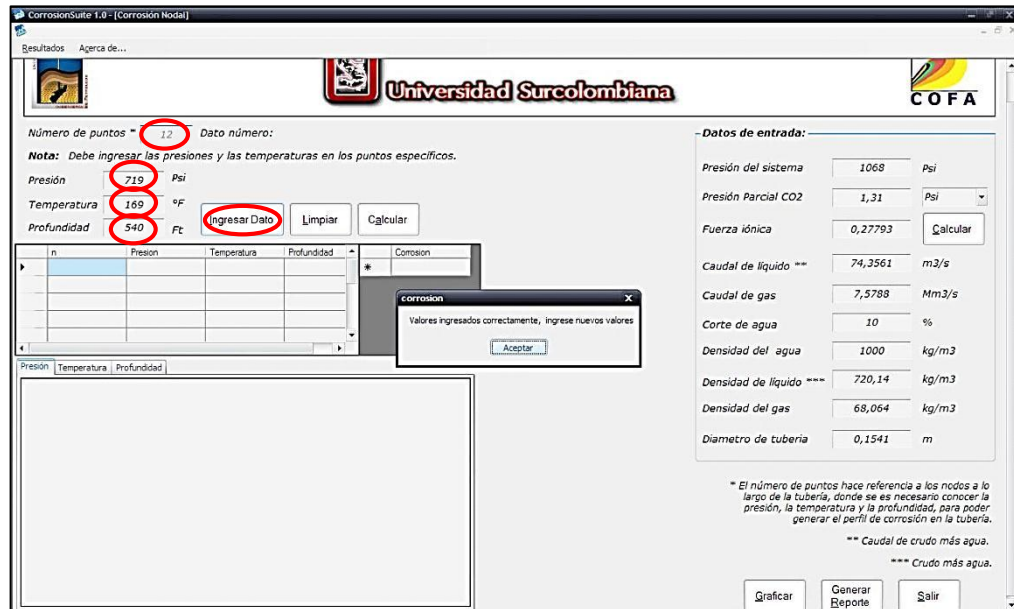 CorrosionSuite 1.0 - [Corrosión Nodal]
Resultados Acerca de...
Universidad Surcolombiana
COFA
Número de puntos * 12 Dato número:
Nota: Debe ingresar las presiones y las temperaturas en los puntos específicos.
Presión 719 Psi
Temperatura 169 ºF
Profundidad 540 Ft
Ingresar Dato Limpiar Calcular
n Presion Temperatura Profundidad Corrosion
*
corrosion X
Valores ingresados correctamente, ingrese nuevos valores
Aceptar
Presión Temperatura Profundidad
Datos de entrada:
Presión del sistema 1068 Psi
Presión Parcial CO2 1,31 Psi
Fuerza iónica 0,27793 Calcular
Caudal de líquido ** 74,3561 m3/s
Caudal de gas 7,5788 Mm3/s
Corte de agua 10 %
Densidad del agua 1000 kg/m3
Densidad de líquido *** 720,14 kg/m3
Densidad del gas 68,064 kg/m3
Diametro de tuberia 0,1541 m
* El número de puntos hace referencia a los nodos a lo
largo de la tubería, donde se es necesario conocer la
presión, la temperatura y la profundidad, para poder
generar el perfil de corrosión en la tubería.
** Caudal de crudo más agua.
*** Crudo más agua.
Graficar Generar Reporte Salir